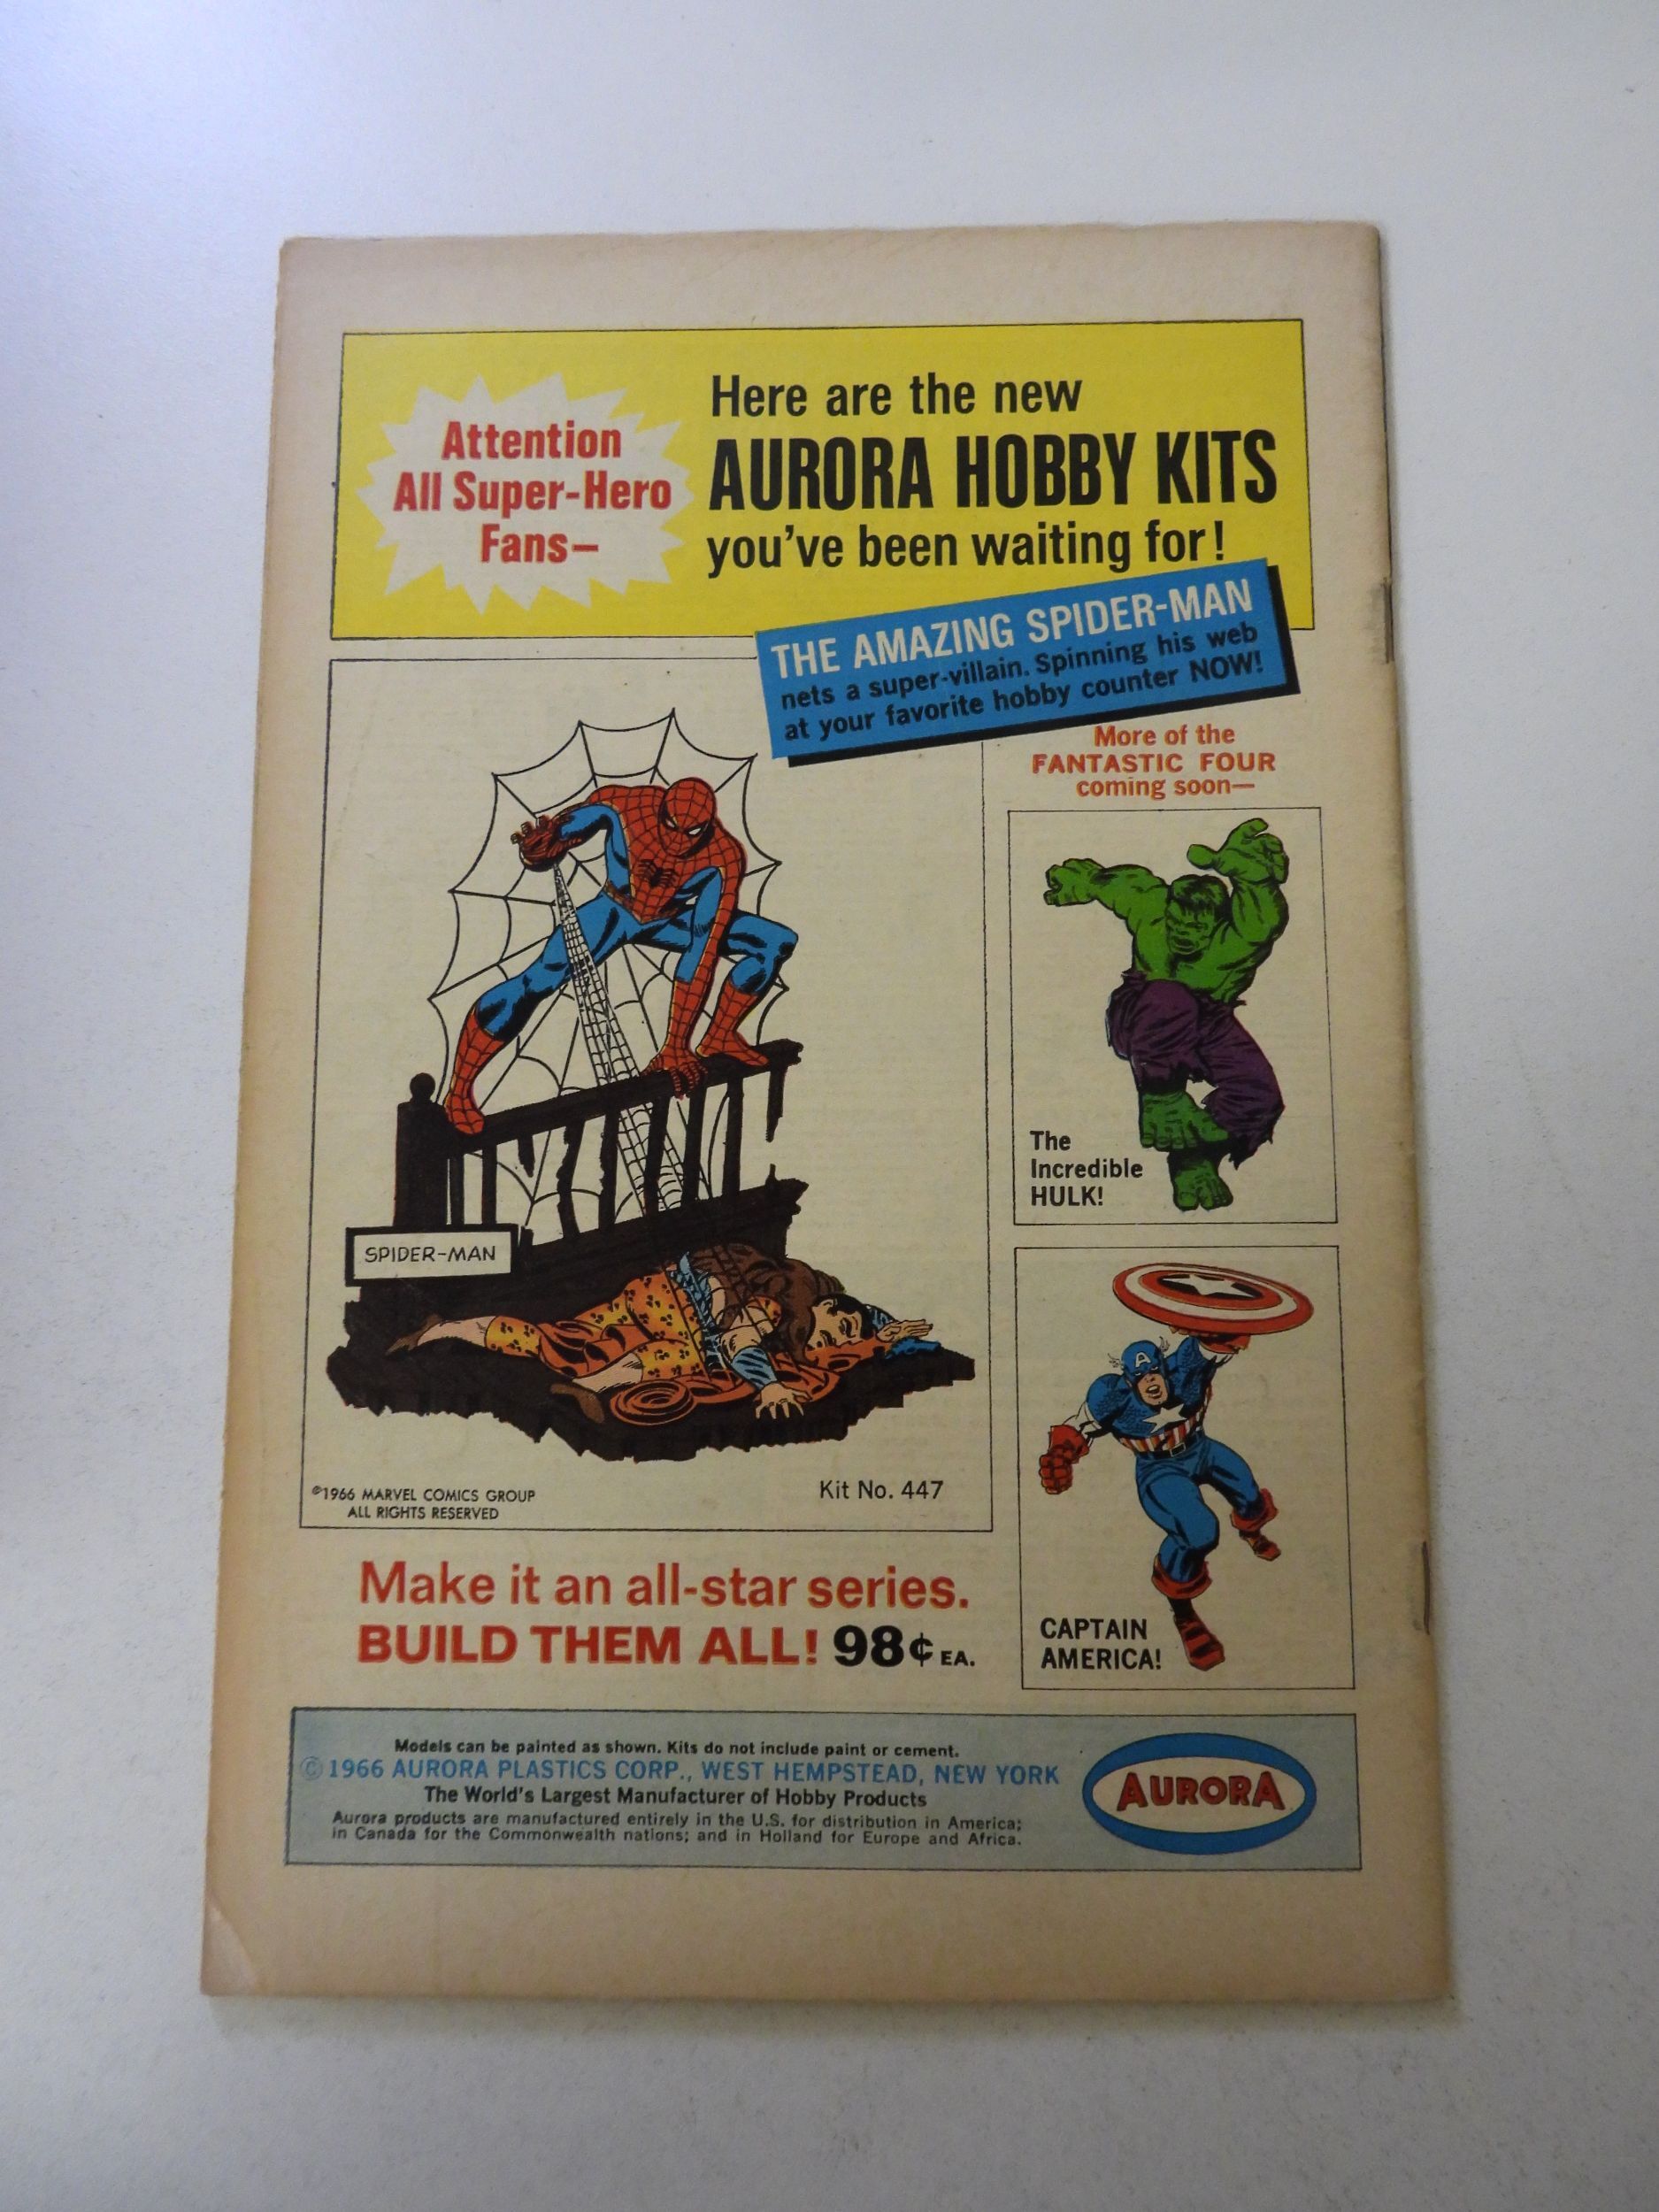 Attention
All Super-Hero
Fans—
Here are the new
AURORA HOBBY KITS
you've been waiting for!
THE AMAZING SPIDER-MAN
nets a super-villain. Spinning his web
at your favorite hobby counter NOW!
More of the
FANTASTIC FOUR
coming soon—
The
Incredible
HULK!
SPIDER-MAN
A
©1966 MARVEL COMICS GROUP
ALL RIGHTS RESERVED
Kit No. 447
CAPTAIN
AMERICA!
Make it an all-star series.
BUILD THEM ALL! 98¢ EA.
Models can be painted as shown. Kits do not include paint or cement.
© 1966 AURORA PLASTICS CORP., WEST HEMPSTEAD, NEW YORK
The World's Largest Manufacturer of Hobby Products
Aurora products are manufactured entirely in the U.S. for distribution in America;
in Canada for the Commonwealth nations; and in Holland for Europe and Africa.
AURORA